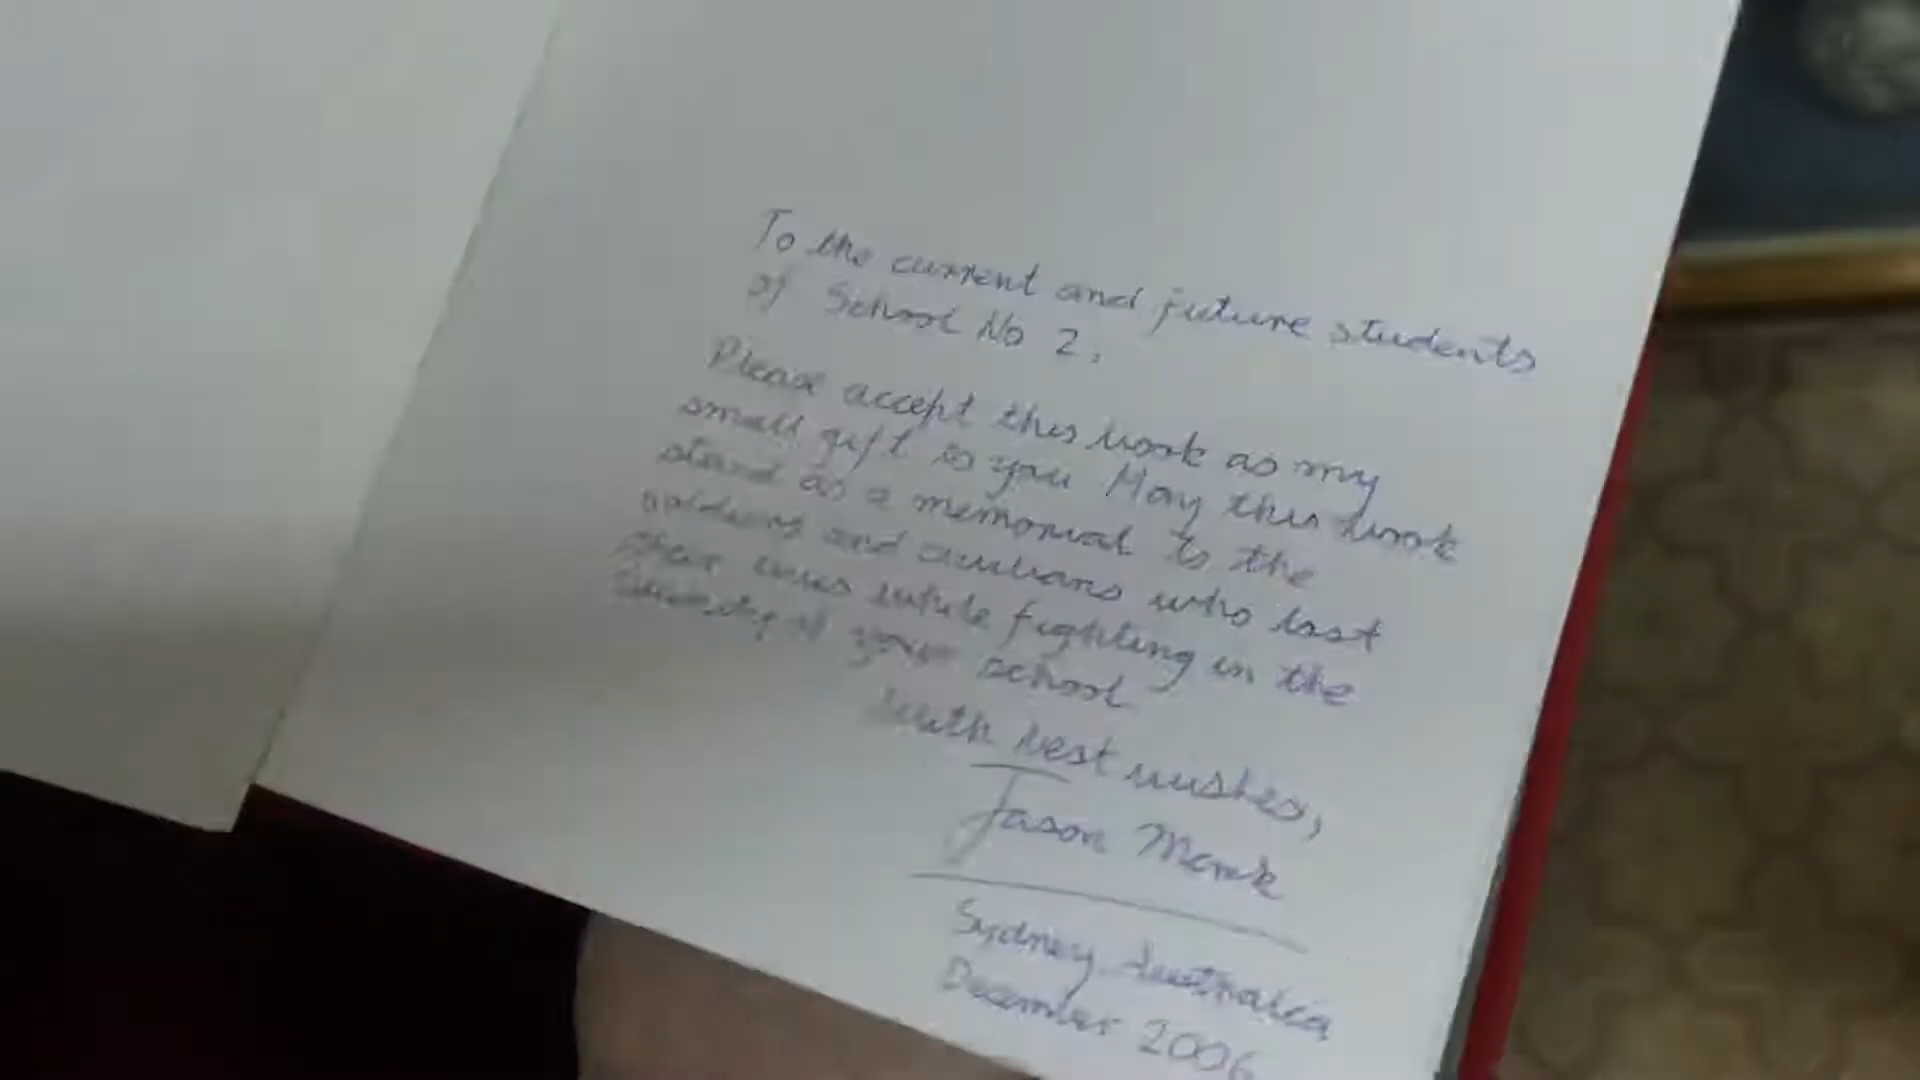 To the current and future students
of School No 2,
Please accept this book as my
small gift to you May this book
stand as a memorial to the
soldiers and civilians who lost
their lives while fighting in the
of your school
With best wishes,
Jason
Sydney, Australia,
December 2006